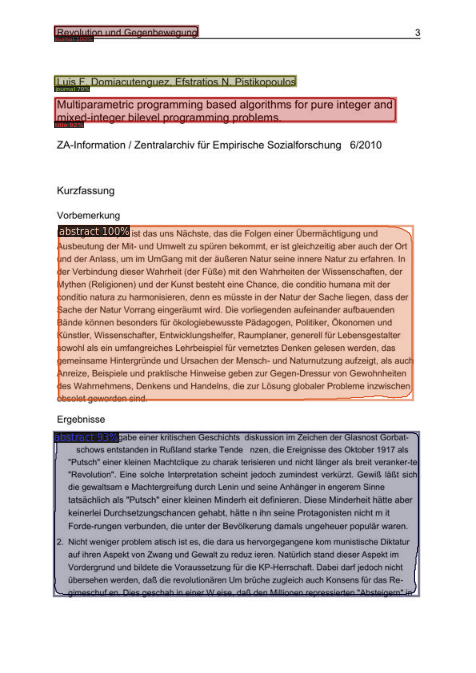 Revolution und Gegenbewegung 3
Luis F. Domiacutenguez, Efstratios N. Pistikopoulos
journal 79%
Multiparametric programming based algorithms for pure integer and
mixed-integer bilevel programming problems.
ZA-Information / Zentralarchiv für Empirische Sozialforschung 6/2010
Kurzfassung
Vorbemerkung
abstract 100% ist das uns Nächste, das die Folgen einer Übermächtigung und
Ausbeutung der Mit- und Umwelt zu spüren bekommt, er ist gleichzeitig aber auch der Ort
und der Anlass, um im UmGang mit der äußeren Natur seine innere Natur zu erfahren. In
der Verbindung dieser Wahrheit (der Füße) mit den Wahrheiten der Wissenschaften, der
Mythen (Religionen) und der Kunst besteht eine Chance, die conditio humana mit der
conditio natura zu harmonisieren, denn es müsste in der Natur der Sache liegen, dass der
Sache der Natur Vorrang eingeräumt wird. Die vorliegenden aufeinander aufbauenden
Bände können besonders für ökologiebewusste Pädagogen, Politiker, Ökonomen und
Künstler, Wissenschafter, Entwicklungshelfer, Raumplaner, generell für Lebensgestalter
sowohl als ein umfangreiches Lehrbeispiel für vernetztes Denken gelesen werden, das
gemeinsame Hintergründe und Ursachen der Mensch- und Naturnutzung aufzeigt, als auch
Anreize, Beispiele und praktische Hinweise geben zur Gegen-Dressur von Gewohnheiten
des Wahrnehmens, Denkens und Handelns, die zur Lösung globaler Probleme inzwischen
obsolet geworden sind.
Ergebnisse
abstract 93% gabe einer kritischen Geschichts diskussion im Zeichen der Glasnost Gorbat-
schows entstanden in Rußland starke Tende nzen, die Ereignisse des Oktober 1917 als
"Putsch" einer kleinen Machtclique zu charak terisieren und nicht länger als breit veranker-te
"Revolution". Eine solche Interpretation scheint jedoch zumindest verkürzt. Gewiß läßt sich
die gewaltsam e Machtergreifung durch Lenin und seine Anhänger in engerem Sinne
tatsächlich als "Putsch" einer kleinen Minderh eit definieren. Diese Minderheit hätte aber
keinerlei Durchsetzungschancen gehabt, hätte n ihn seine Protagonisten nicht m it
Forde-rungen verbunden, die unter der Bevölkerung damals ungeheuer populär waren.
2. Nicht weniger problem atisch ist es, die dara us hervorgegangene kom munistische Diktatur
auf ihren Aspekt von Zwang und Gewalt zu reduz ieren. Natürlich stand dieser Aspekt im
Vordergrund und bildete die Voraussetzung für die KP-Herrschaft. Dabei darf jedoch nicht
übersehen werden, daß die revolutionären Um brüche zugleich auch Konsens für das Re-
gimeschuf en. Dies geschah in einer W eise, daß den Millionen repressierten "Absteigern" in